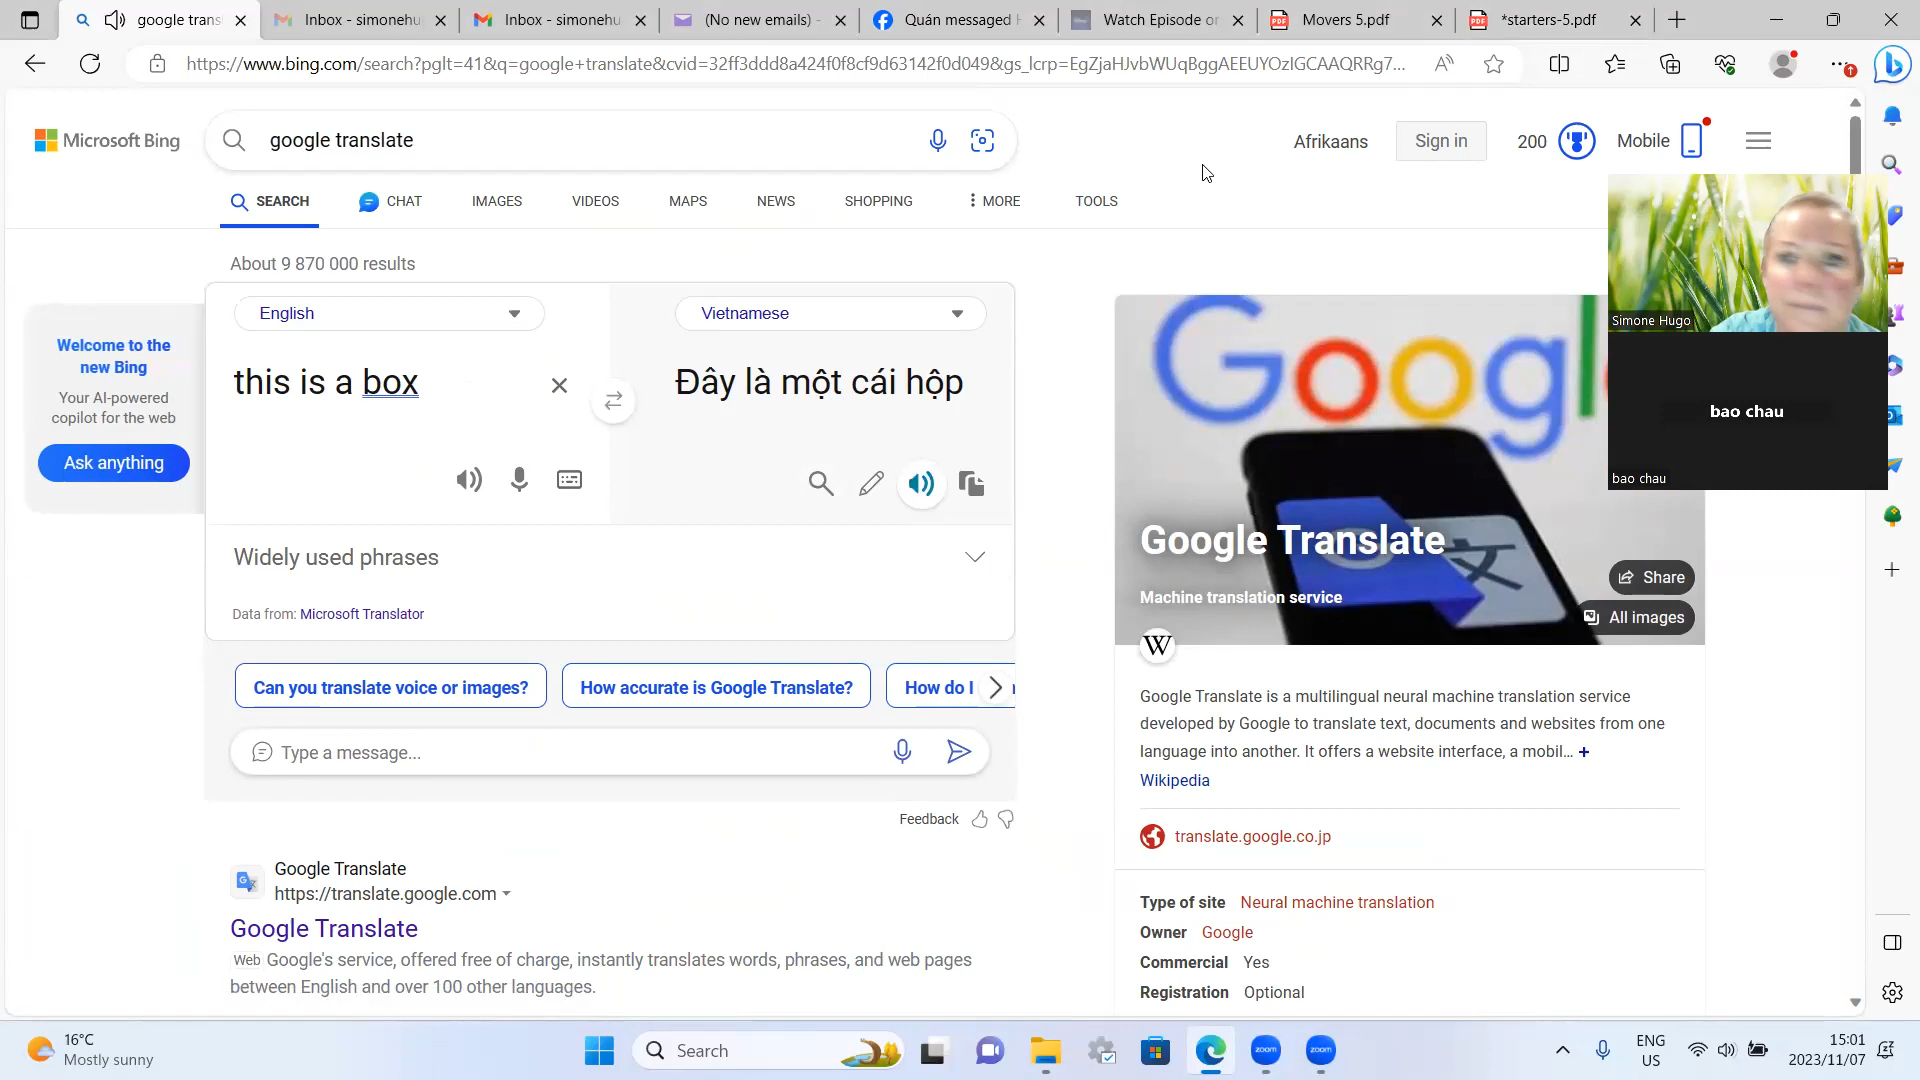 google transl
Inbox - simonehu
Inbox - simonehu
(No new emails) -
Quán messaged
Watch Episode or
Movers 5.pdf
*starters-5.pdf
https://www.bing.com/search?pglt=41&q=google+translate&cvid=32ff3ddd8a424f0f8cf9d63142f0d049&gs_lcrp=EgZjaHJvbWUqBggAEEUYOzIGCAAQRRg7...
Microsoft Bing
google translate
Afrikaans
Sign in
200
Mobile
SEARCH
CHAT
IMAGES
VIDEOS
MAPS
NEWS
SHOPPING
MORE
TOOLS
About 9 870 000 results
Welcome to the
new Bing
Your AI-powered
copilot for the web
Ask anything
English
Vietnamese
this is a box
Đây là một cái hộp
Widely used phrases
Data from: Microsoft Translator
Can you translate voice or images?
How accurate is Google Translate?
How do I
Type a message...
Feedback
Google Translate
https://translate.google.com
Google Translate
Web Google's service, offered free of charge, instantly translates words, phrases, and web pages
between English and over 100 other languages.
Simone Hugo
bao chau
bao chau
Googl
Google Translate
Machine translation service
Share
All images
W
Google Translate is a multilingual neural machine translation service
developed by Google to translate text, documents and websites from one
language into another. It offers a website interface, a mobil... +
Wikipedia
translate.google.co.jp
Type of site Neural machine translation
Owner Google
Commercial Yes
Registration Optional
16°C
Mostly sunny
Search
zoom
zoom
ENG
US
15:01
2023/11/07